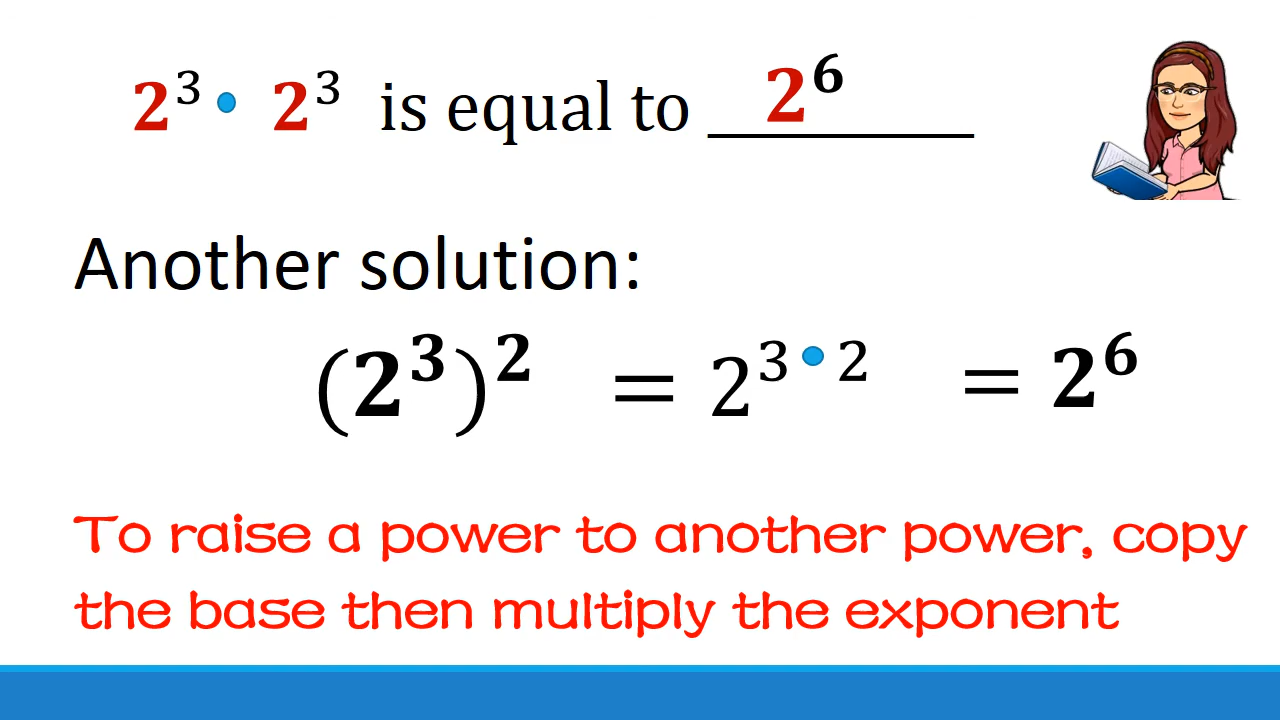 2³ • 2³ is equal to 2⁶
Another solution:
(2³)² = 2³•² = 2⁶
To raise a power to another power, copy
the base then multiply the exponent